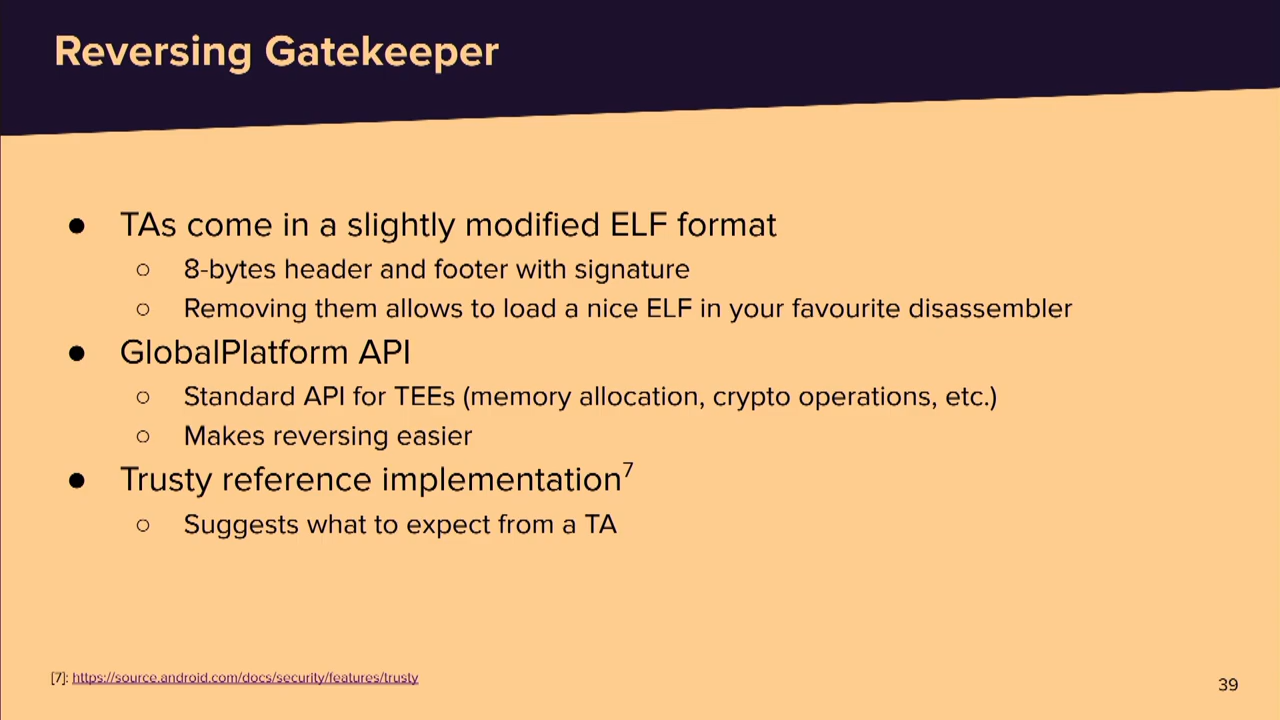 Reversing Gatekeeper
● TAs come in a slightly modified ELF format
○ 8-bytes header and footer with signature
○ Removing them allows to load a nice ELF in your favourite disassembler
● GlobalPlatform API
○ Standard API for TEEs (memory allocation, crypto operations, etc.)
○ Makes reversing easier
● Trusty reference implementation⁷
○ Suggests what to expect from a TA
[7]: https://source.android.com/docs/security/features/trusty
39